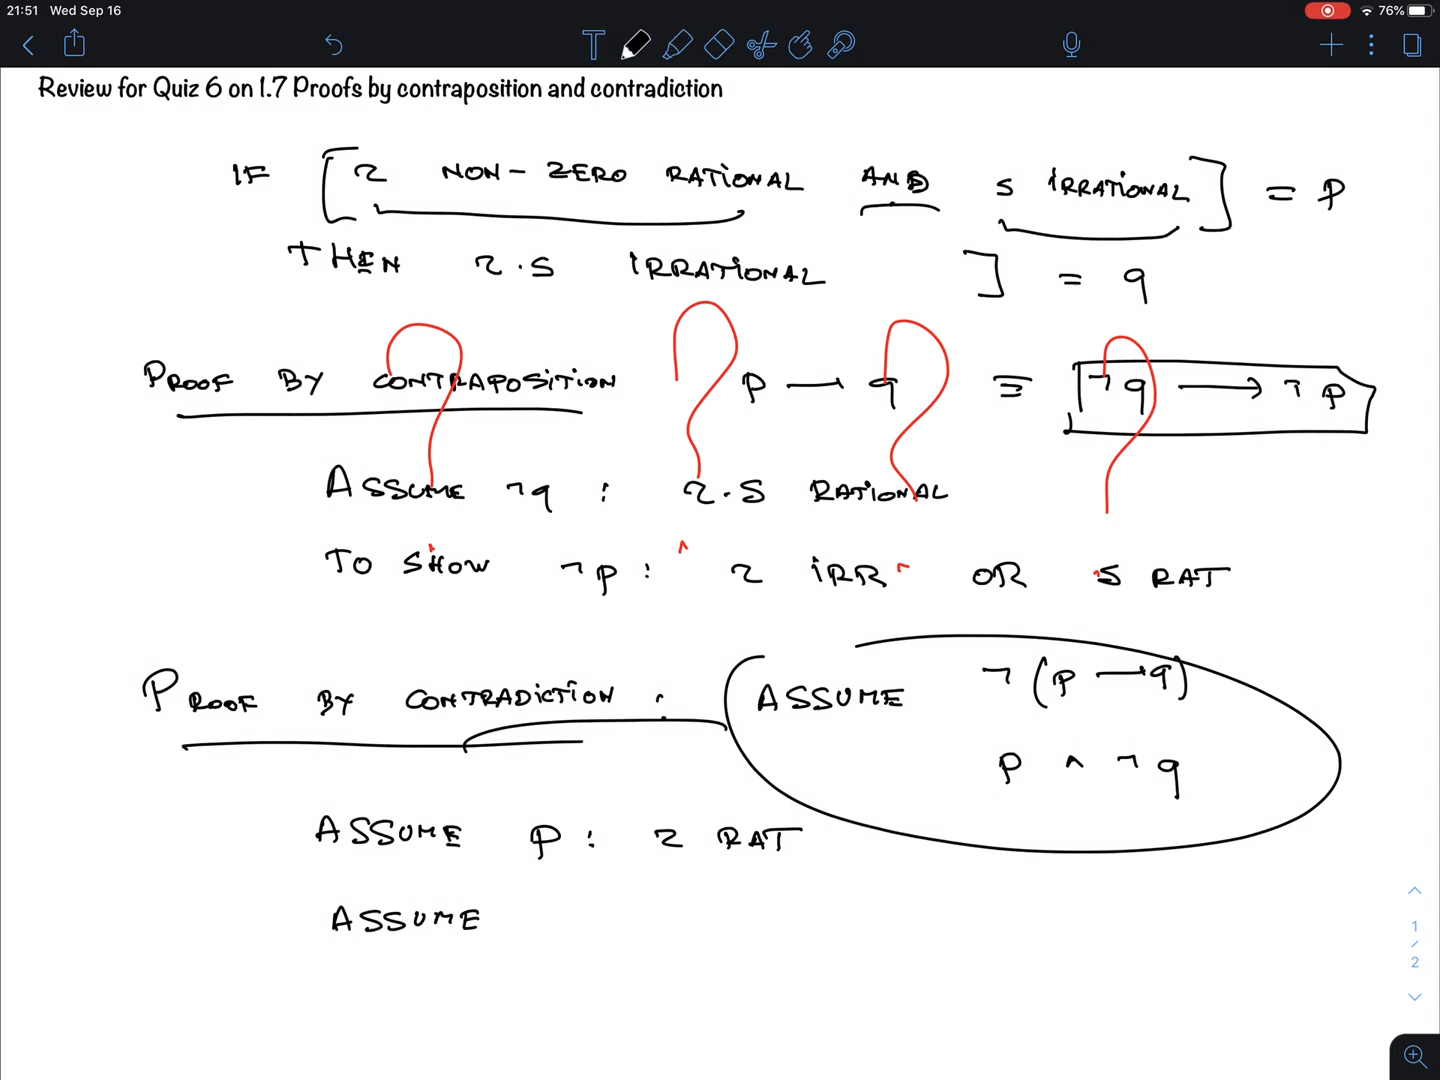 21:51 Wed Sep 16 76%
Review for Quiz 6 on 1.7 Proofs by contraposition and contradiction
IF [r NON-ZERO RATIONAL AND S IRRATIONAL] = P
THEN r.S IRRATIONAL ] = q
PROOF BY CONTRAPOSITION P → q ≡ ¬q → ¬P
ASSUME ¬q : r.S RATIONAL
TO SHOW ¬P : r IRR OR S RAT
PROOF BY CONTRADICTION : ASSUME ¬(P → q)
P ∧ ¬q
ASSUME P : r RAT
ASSUME
1
/
2